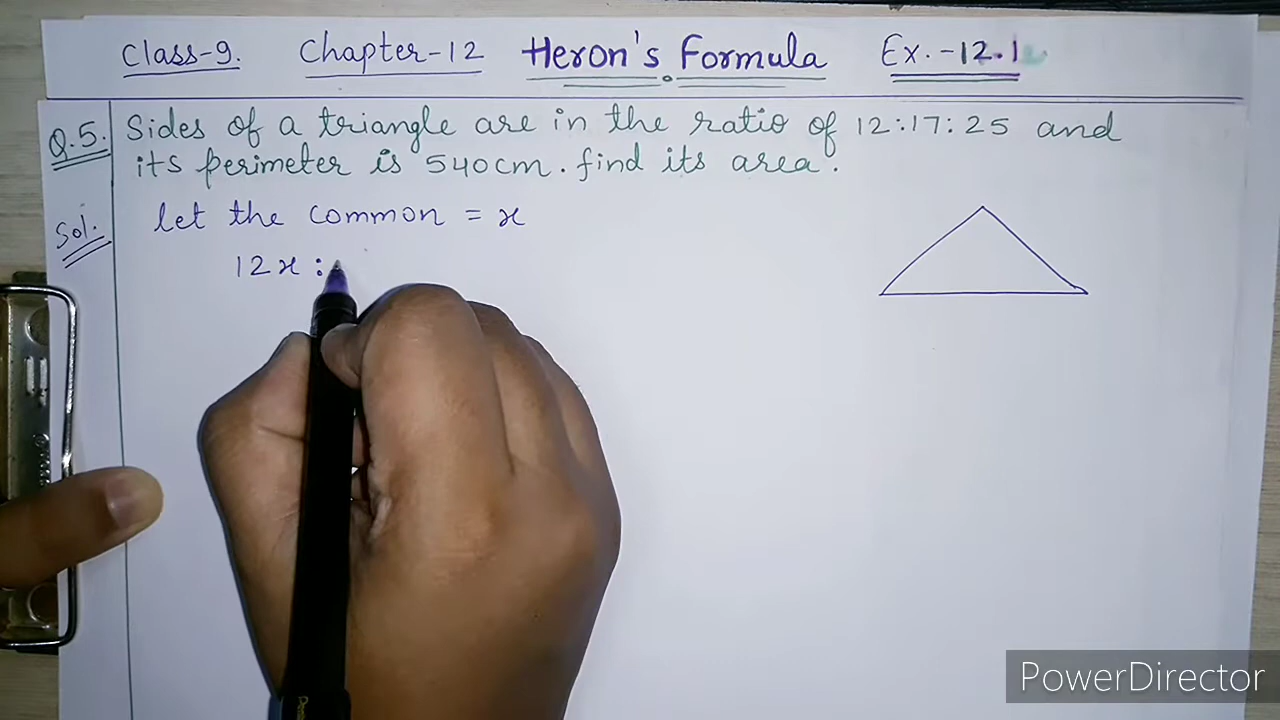 Class-9. Chapter-12 Heron's Formula Ex.-12.1
Q.5. Sides of a triangle are in the ratio of 12:17:25 and
its perimeter is 540cm. find its area.
Sol. let the common = x
12x :
PowerDirector